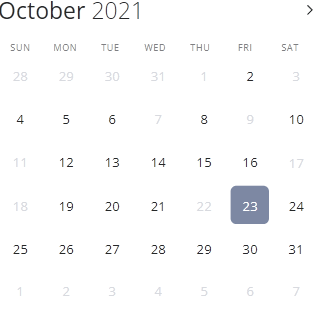 October 2021
SUN MON TUE WED THU FRI SAT
28 29 30 31 1 2 3
4 5 6 7 8 9 10
11 12 13 14 15 16 17
18 19 20 21 22 23 24
25 26 27 28 29 30 31
1 2 3 4 5 6 7